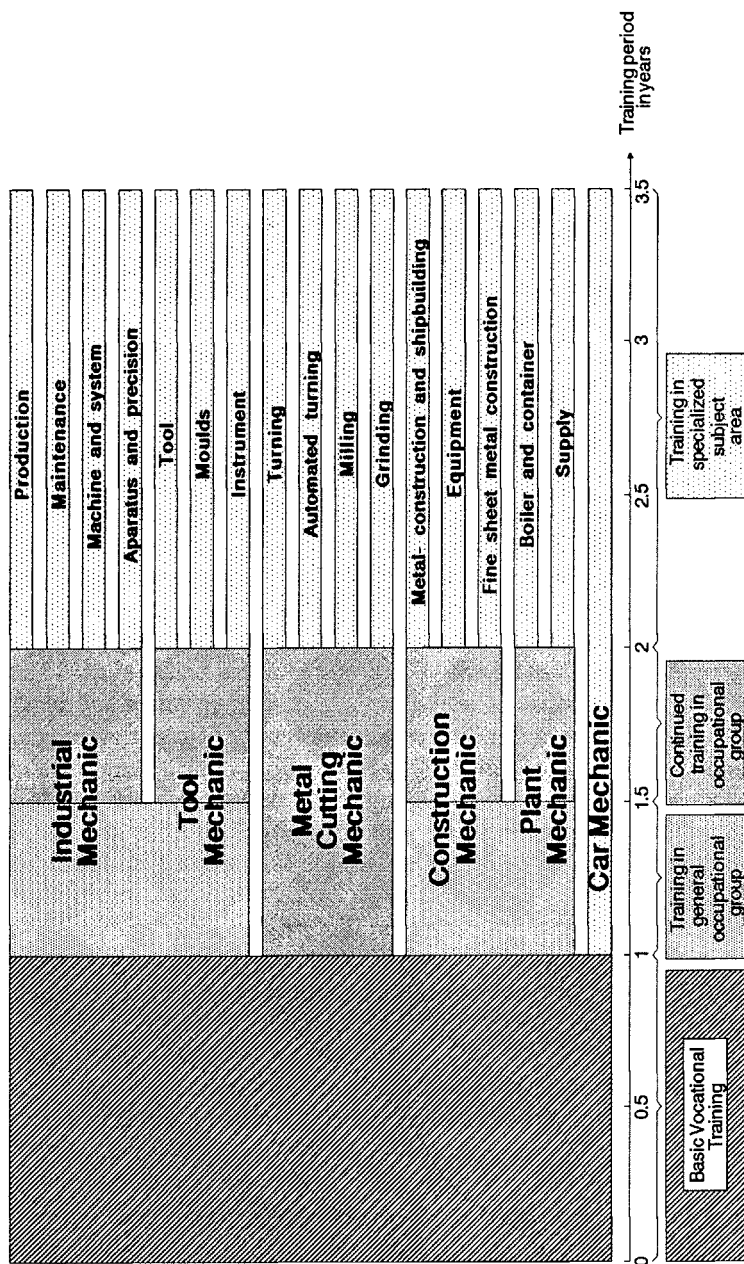 Industrial
Mechanic
Tool
Mechanic
Metal
Cutting
Mechanic
Construction
Mechanic
Plant
Mechanic
Car Mechanic
Production
Maintenance
Machine and system
Aparatus and precision
Tool
Moulds
Instrument
Turning
Automated turning
Milling
Grinding
Metal- construction and shipbuilding
Equipment
Fine sheet metal construction
Boiler and container
Supply
0
0.5
1
1.5
2
2.5
3
3.5
Training period
in years
Basic Vocational
Training
Training in
general
occupational
group
Continued
training in
occupational
group
Training in
specialized
subject
area